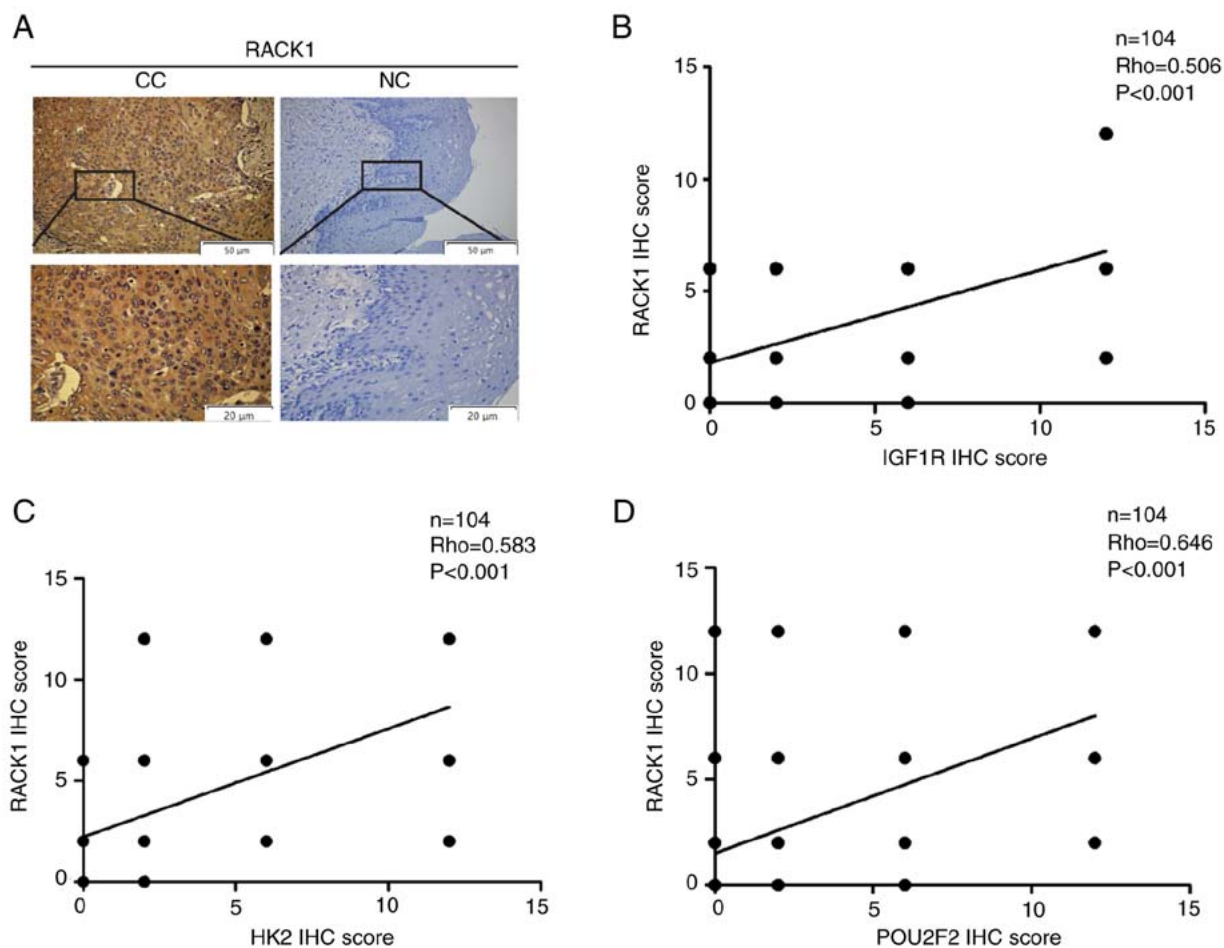 A
RACK1
CC
NC
50 µm
50 µm
20 µm
20 µm
B
n=104
Rho=0.506
P<0.001
15
10
5
0
0
5
10
15
RACK1 IHC score
IGF1R IHC score
C
n=104
Rho=0.583
P<0.001
15
10
5
0
0
5
10
15
RACK1 IHC score
HK2 IHC score
D
n=104
Rho=0.646
P<0.001
15
10
5
0
0
5
10
15
RACK1 IHC score
POU2F2 IHC score